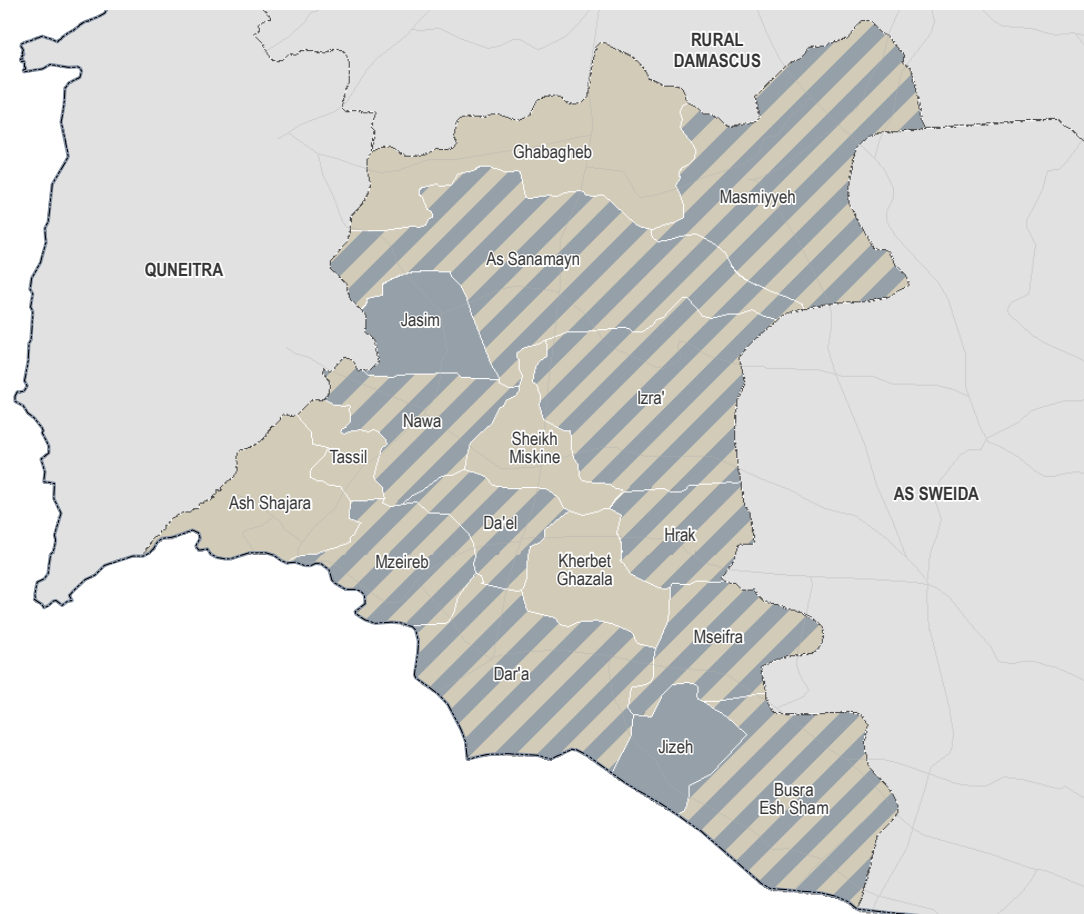 RURAL
DAMASCUS
Ghabagheb
Masmiyyeh
As Sanamayn
QUNEITRA
Jasim
Izra'
Nawa
Sheikh
Miskine
Tassil
Ash Shajara
AS SWEIDA
Da'el
Hrak
Mzeireb
Kherbet
Ghazala
Mseifra
Dar'a
Jizeh
Busra
Esh Sham